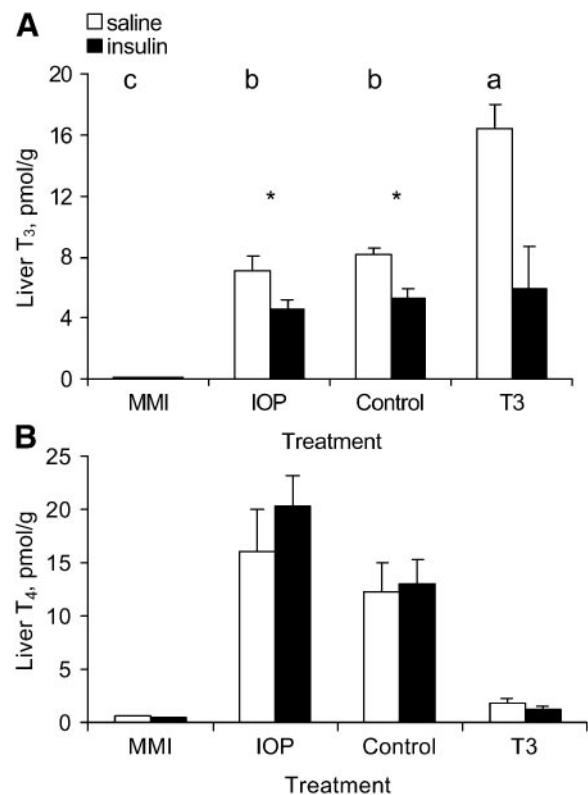 saline
insulin
A
c b b a
20
16
12
8
4
0
* *
Liver T₃, pmol/g
MMI IOP Control T3
Treatment
B
25
20
15
10
5
0
Liver T₄, pmol/g
MMI IOP Control T3
Treatment